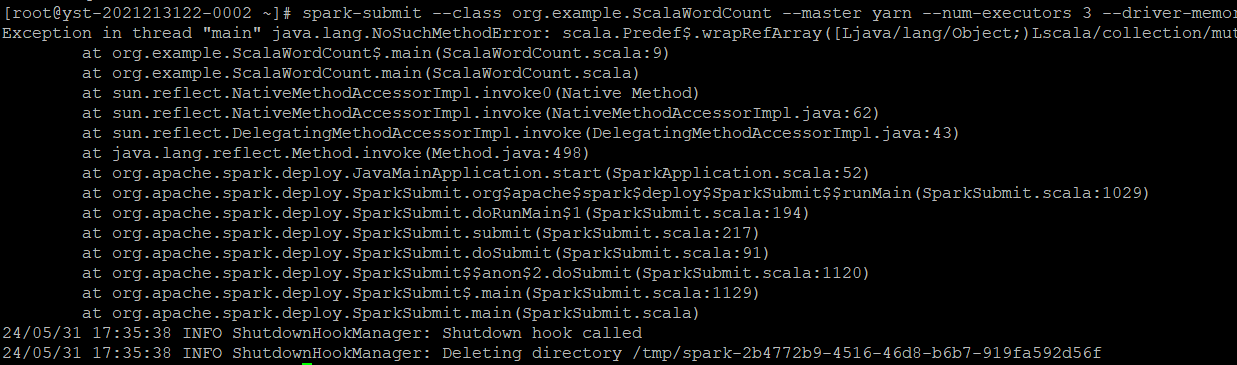 [root@yst-2021213122-0002 ~]# spark-submit --class org.example.ScalaWordCount --master yarn --num-executors 3 --driver-memor
Exception in thread "main" java.lang.NoSuchMethodError: scala.Predef$.wrapRefArray([Ljava/lang/Object;)Lscala/collection/mut
at org.example.ScalaWordCount$.main(ScalaWordCount.scala:9)
at org.example.ScalaWordCount.main(ScalaWordCount.scala)
at sun.reflect.NativeMethodAccessorImpl.invoke0(Native Method)
at sun.reflect.NativeMethodAccessorImpl.invoke(NativeMethodAccessorImpl.java:62)
at sun.reflect.DelegatingMethodAccessorImpl.invoke(DelegatingMethodAccessorImpl.java:43)
at java.lang.reflect.Method.invoke(Method.java:498)
at org.apache.spark.deploy.JavaMainApplication.start(SparkApplication.scala:52)
at org.apache.spark.deploy.SparkSubmit.org$apache$spark$deploy$SparkSubmit$$runMain(SparkSubmit.scala:1029)
at org.apache.spark.deploy.SparkSubmit.doRunMain$1(SparkSubmit.scala:194)
at org.apache.spark.deploy.SparkSubmit.submit(SparkSubmit.scala:217)
at org.apache.spark.deploy.SparkSubmit.doSubmit(SparkSubmit.scala:91)
at org.apache.spark.deploy.SparkSubmit$$anon$2.doSubmit(SparkSubmit.scala:1120)
at org.apache.spark.deploy.SparkSubmit$.main(SparkSubmit.scala:1129)
at org.apache.spark.deploy.SparkSubmit.main(SparkSubmit.scala)
24/05/31 17:35:38 INFO ShutdownHookManager: Shutdown hook called
24/05/31 17:35:38 INFO ShutdownHookManager: Deleting directory /tmp/spark-2b4772b9-4516-46d8-b6b7-919fa592d56f